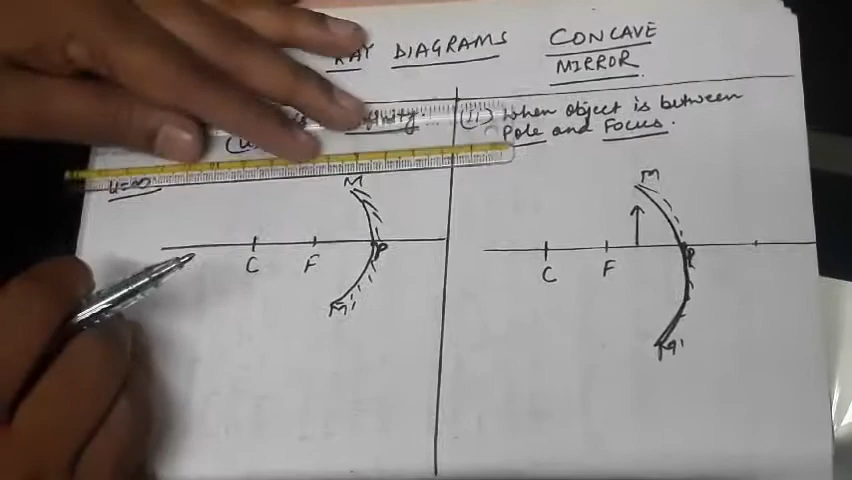 RAY DIAGRAMS CONCAVE
MIRROR
(ii) When object is between
Pole and Focus.
u=∞
M
C F P
M'
M
C F P
M'